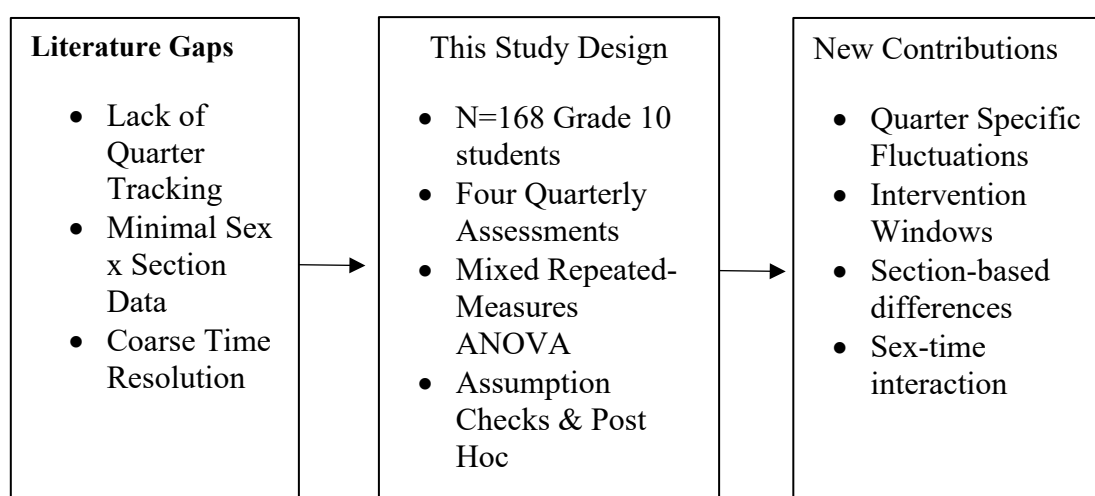 Literature Gaps
• Lack of
Quarter
Tracking
• Minimal Sex
x Section
Data
• Coarse Time
Resolution
This Study Design
• N=168 Grade 10
students
• Four Quarterly
Assessments
• Mixed Repeated-
Measures
ANOVA
• Assumption
Checks & Post
Hoc
New Contributions
• Quarter Specific
Fluctuations
• Intervention
Windows
• Section-based
differences
• Sex-time
interaction